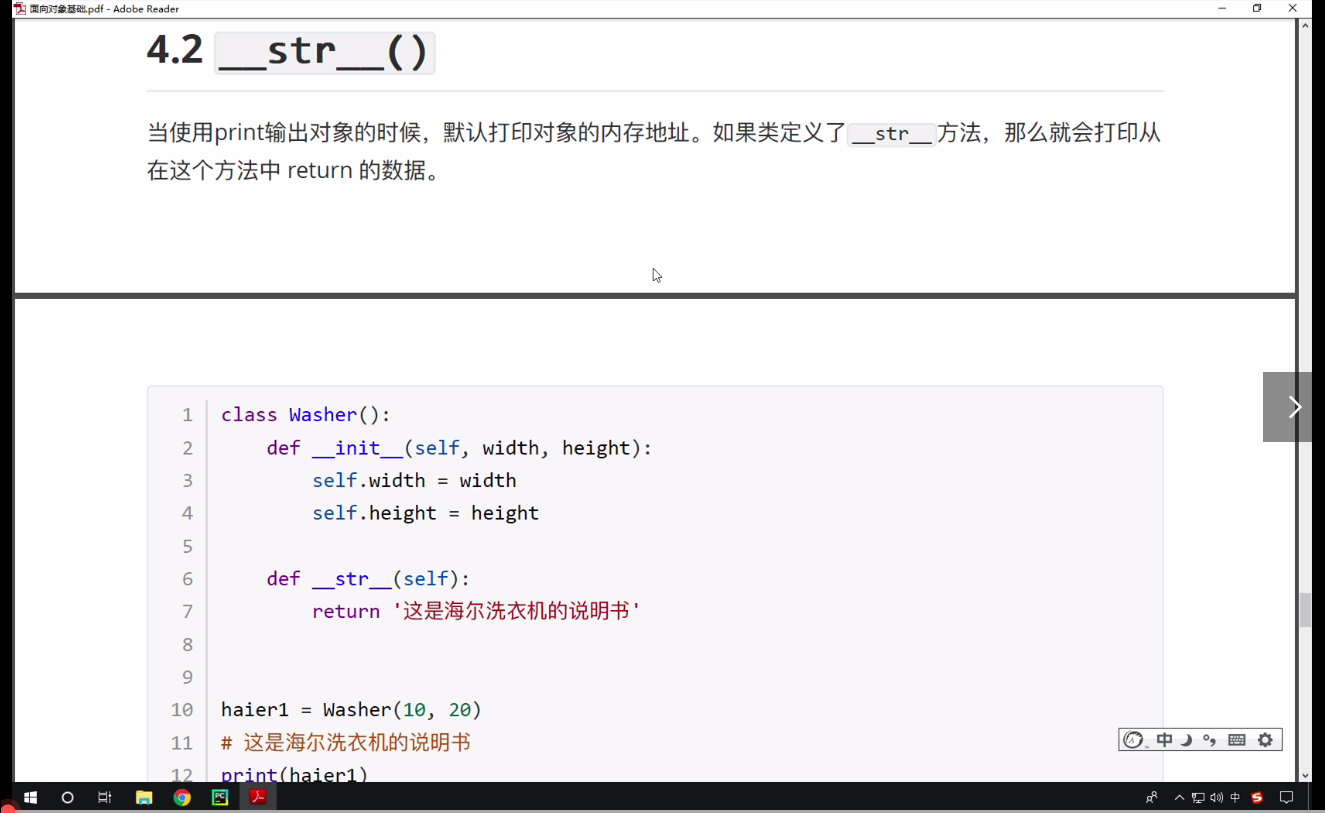 面向对象基础.pdf - Adobe Reader
4.2 __str__()
当使用print输出对象的时候，默认打印对象的内存地址。如果类定义了__str__方法，那么就会打印从
在这个方法中 return 的数据。
1 class Washer():
2     def __init__(self, width, height):
3         self.width = width
4         self.height = height
5
6     def __str__(self):
7         return '这是海尔洗衣机的说明书'
8
9
10 haier1 = Washer(10, 20)
11 # 这是海尔洗衣机的说明书
12 print(haier1)
中
PC
中